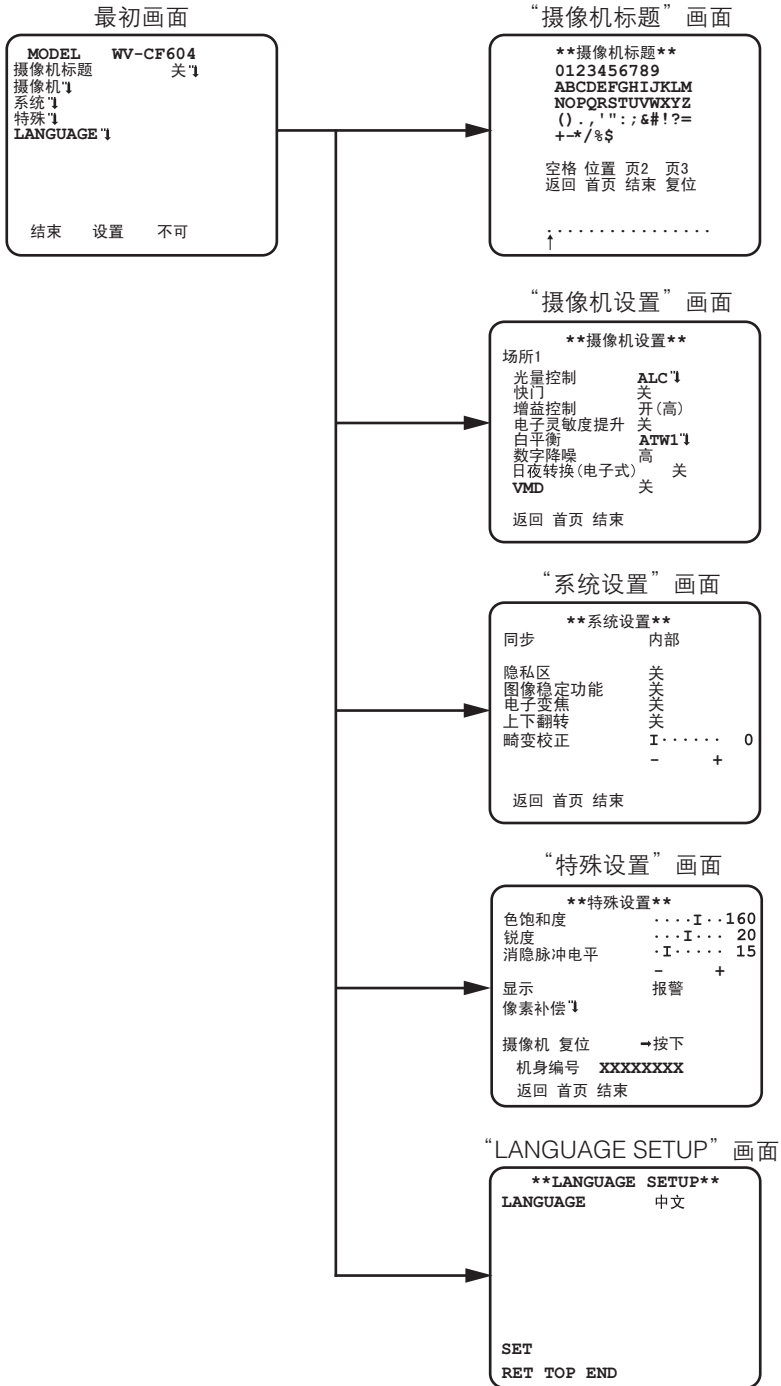 最初画面
MODEL WV-CF604
摄像机标题 关
摄像机
系统
特殊
LANGUAGE
结束 设置 不可
“摄像机标题”画面
**摄像机标题**
0123456789
ABCDEFGHIJKLM
NOPQRSTUVWXYZ
().,'":;&#!?=
+-*/%$
空格 位置 页2 页3
返回 首页 结束 复位
................
↑
“摄像机设置”画面
**摄像机设置**
场所1
光量控制 ALC
快门 关
增益控制 开(高)
电子灵敏度提升 关
白平衡 ATW1
数字降噪 高
日夜转换(电子式) 关
VMD 关
返回 首页 结束
“系统设置”画面
**系统设置**
同步 内部
隐私区 关
图像稳定功能 关
电子变焦 关
上下翻转 关
畸变校正 I······ 0
- +
返回 首页 结束
“特殊设置”画面
**特殊设置**
色饱和度 ····I··160
锐度 ···I··· 20
消隐脉冲电平 ·I····· 15
- +
显示 报警
像素补偿
摄像机 复位 →按下
机身编号 XXXXXXXX
返回 首页 结束
“LANGUAGE SETUP”画面
**LANGUAGE SETUP**
LANGUAGE 中文
SET
RET TOP END